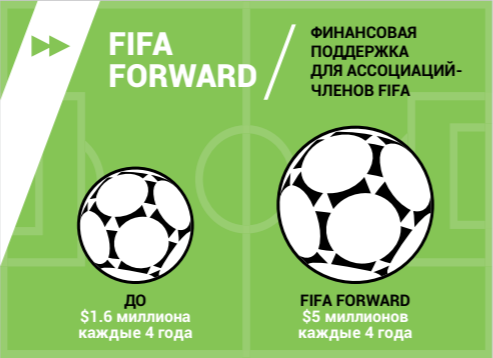 FIFA
FORWARD
ФИНАНСОВАЯ
ПОДДЕРЖКА
ДЛЯ АССОЦИАЦИЙ-
ЧЛЕНОВ FIFA
ДО
$1.6 миллиона
каждые 4 года
FIFA FORWARD
$5 миллионов
каждые 4 года